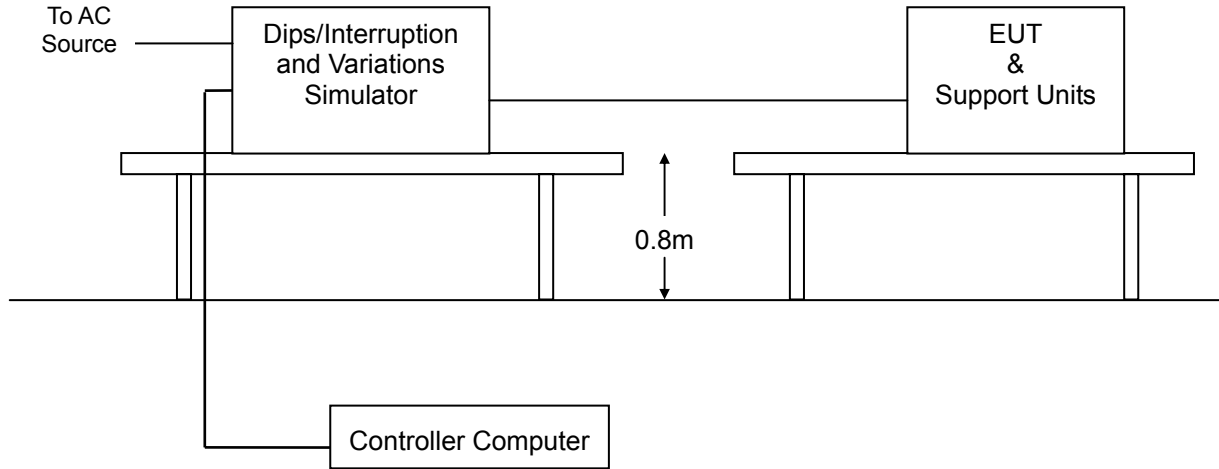 To AC
Source
Dips/Interruption
and Variations
Simulator
EUT
&
Support Units
0.8m
Controller Computer